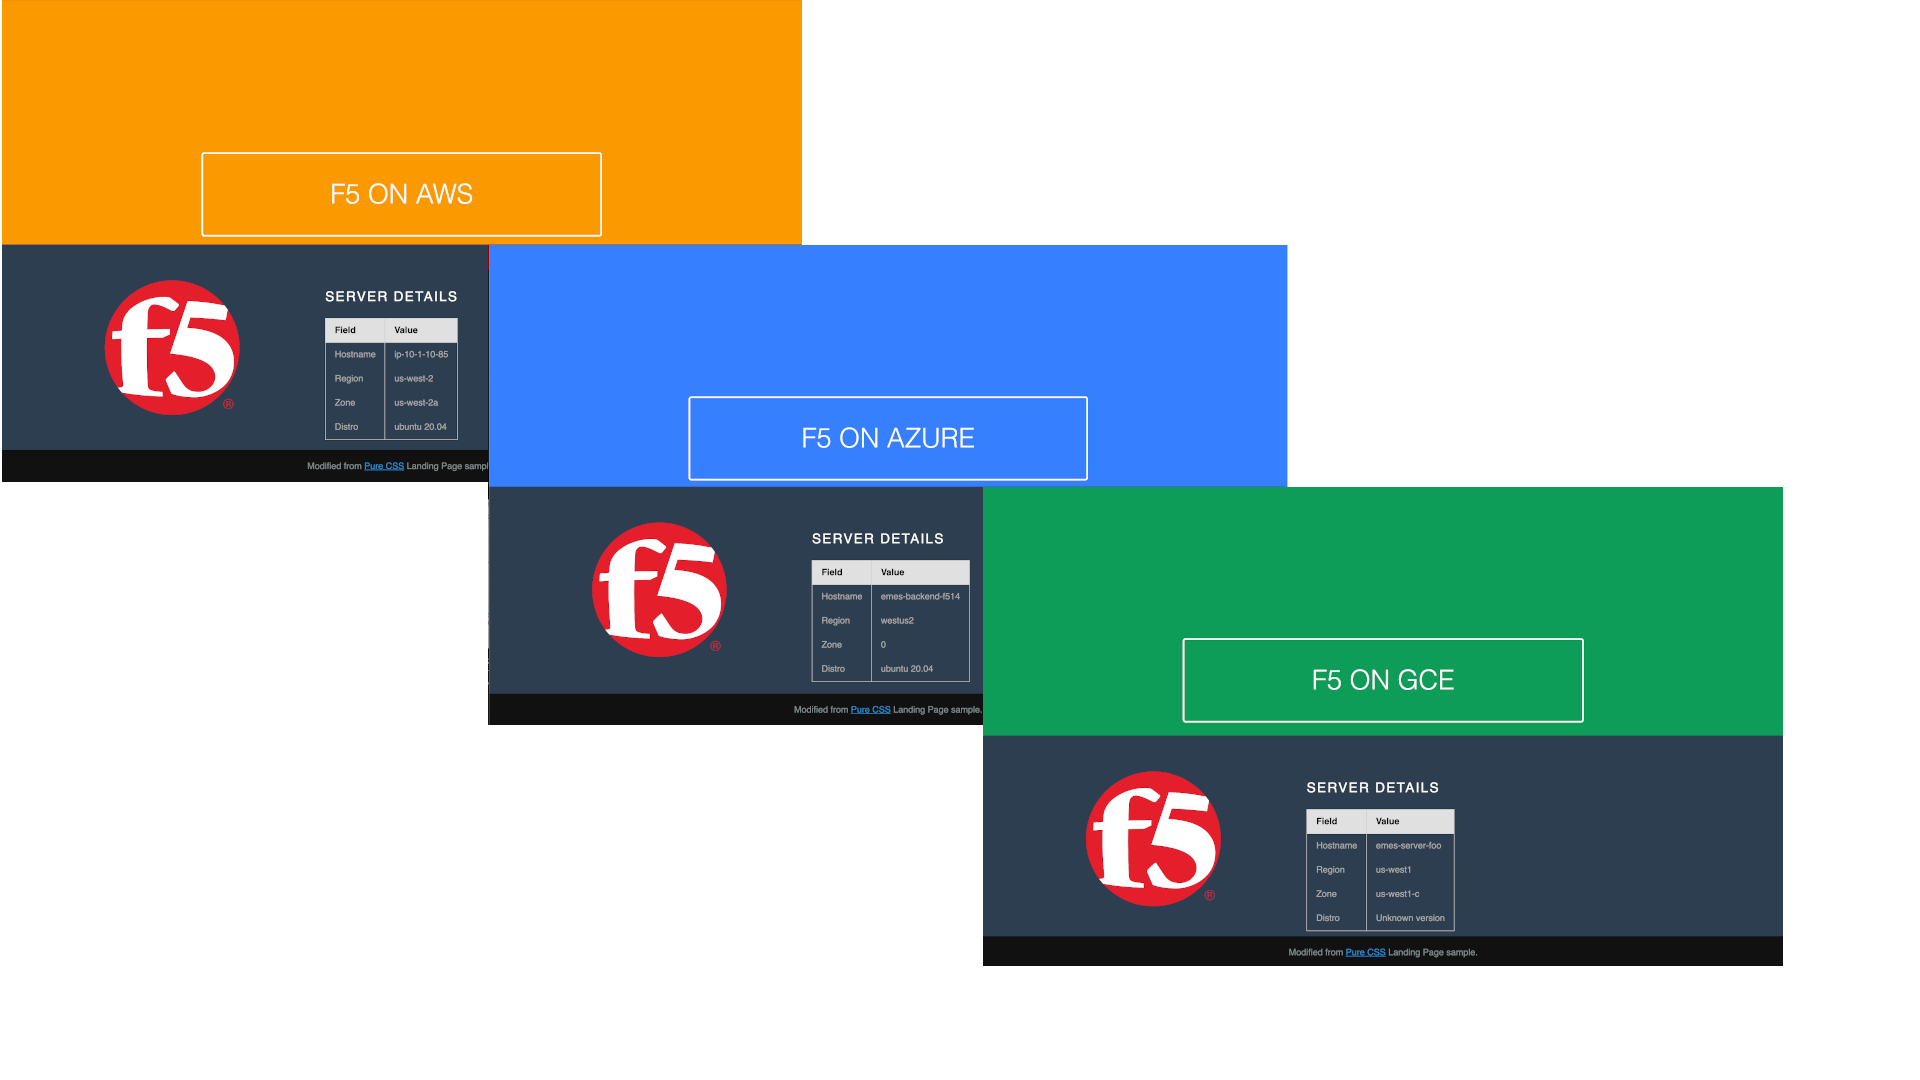 F5 ON AWS
f5
®
SERVER DETAILS
Field Value
Hostname ip-10-1-10-85
Region us-west-2
Zone us-west-2a
Distro ubuntu 20.04
Modified from Pure CSS Landing Page sampl
F5 ON AZURE
f5
®
SERVER DETAILS
Field Value
Hostname emes-backend-f514
Region westus2
Zone 0
Distro ubuntu 20.04
Modified from Pure CSS Landing Page sample.
F5 ON GCE
f5
®
SERVER DETAILS
Field Value
Hostname emes-server-foo
Region us-west1
Zone us-west1-c
Distro Unknown version
Modified from Pure CSS Landing Page sample.